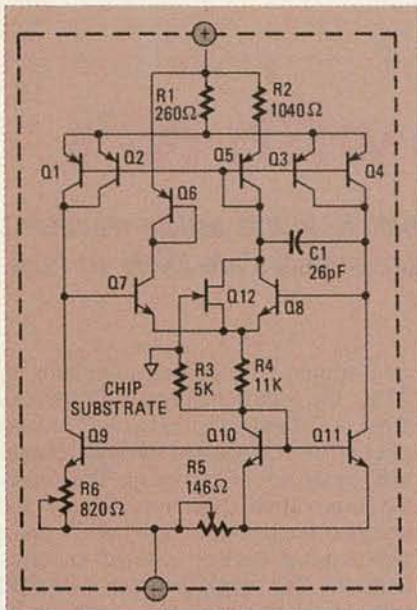 +
R1
260Ω
R2
1040Ω
Q1
Q2
Q5
Q3
Q4
Q6
C1
26pF
Q7
Q12
Q8
CHIP
SUBSTRATE
R3
5K
R4
11K
Q9
Q10
Q11
R5
146Ω
R6
820Ω
−